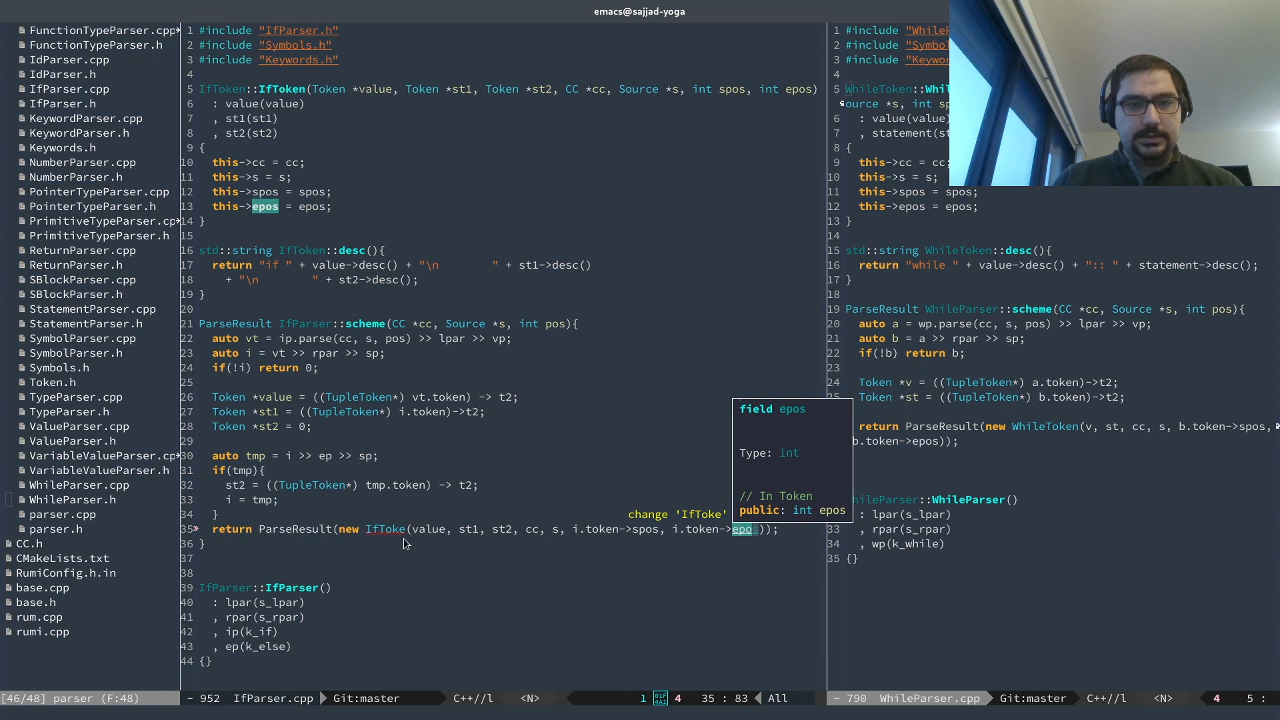 emacs@sajjad-yoga
FunctionTypeParser.cpp
FunctionTypeParser.h
IdParser.cpp
IdParser.h
IfParser.cpp
IfParser.h
KeywordParser.cpp
KeywordParser.h
Keywords.h
NumberParser.cpp
NumberParser.h
PointerTypeParser.cpp
PointerTypeParser.h
PrimitiveTypeParser.cp
PrimitiveTypeParser.h
ReturnParser.cpp
ReturnParser.h
SBlockParser.cpp
SBlockParser.h
StatementParser.cpp
StatementParser.h
SymbolParser.cpp
SymbolParser.h
Symbols.h
Token.h
TypeParser.cpp
TypeParser.h
ValueParser.cpp
ValueParser.h
VariableValueParser.cp
VariableValueParser.h
WhileParser.cpp
WhileParser.h
parser.cpp
parser.h
CC.h
CMakeLists.txt
RumiConfig.h.in
base.cpp
base.h
rum.cpp
rumi.cpp
1 #include "IfParser.h"
2 #include "Symbols.h"
3 #include "Keywords.h"
4
5 IfToken::IfToken(Token *value, Token *st1, Token *st2, CC *cc, Source *s, int spos, int epos)
6   : value(value)
7   , st1(st1)
8   , st2(st2)
9 {
10   this->cc = cc;
11   this->s = s;
12   this->spos = spos;
13   this->epos = epos;
14 }
15
16 std::string IfToken::desc(){
17   return "if " + value->desc() + "\n        " + st1->desc()
18     + "\n        " + st2->desc();
19 }
20
21 ParseResult IfParser::scheme(CC *cc, Source *s, int pos){
22   auto vt = ip.parse(cc, s, pos) >> lpar >> vp;
23   auto i = vt >> rpar >> sp;
24   if(!i) return 0;
25
26   Token *value = ((TupleToken*) vt.token) -> t2;
27   Token *st1 = ((TupleToken*) i.token)->t2;
28   Token *st2 = 0;
29
30   auto tmp = i >> ep >> sp;
31   if(tmp){
32     st2 = ((TupleToken*) tmp.token) -> t2;
33     i = tmp;
34   }
change 'IfToke'
35   return ParseResult(new IfToke(value, st1, st2, cc, s, i.token->spos, i.token->epos));
36 }
37
38
39 IfParser::IfParser()
40   : lpar(s_lpar)
41   , rpar(s_rpar)
42   , ip(k_if)
43   , ep(k_else)
44 {}
field epos
Type: int
// In Token
public: int epos
1 #include "While
2 #include "Symbo
3 #include "Keywo
4
5 WhileToken::Whi
ource *s, int sp
6   : value(value)
7   , statement(st
8 {
9   this->cc = cc;
10   this->s = s;
11   this->spos = spos;
12   this->epos = epos;
13 }
14
15 std::string WhileToken::desc(){
16   return "while " + value->desc() + ":: " + statement->desc();
17 }
18
19 ParseResult WhileParser::scheme(CC *cc, Source *s, int pos){
20   auto a = wp.parse(cc, s, pos) >> lpar >> vp;
21   auto b = a >> rpar >> sp;
22   if(!b) return b;
23
24   Token *v = ((TupleToken*) a.token)->t2;
25   Token *st = ((TupleToken*) b.token)->t2;
return ParseResult(new WhileToken(v, st, cc, s, b.token->spos,
b.token->epos));
hileParser::WhileParser()
: lpar(s_lpar)
33   , rpar(s_rpar)
34   , wp(k_while)
35 {}
[46/48] parser (F:48)
- 952 IfParser.cpp Git:master C++//l <N> 1 4 35 : 83 All
- 790 WhileParser.cpp Git:master C++//l <N> 4 5 :